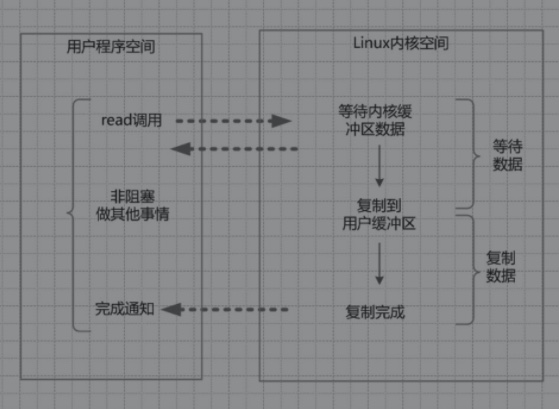 用户程序空间
Linux内核空间
read调用
等待内核缓
冲区数据
等待
数据
非阻塞
做其他事情
复制到
用户缓冲区
复制
数据
完成通知
复制完成